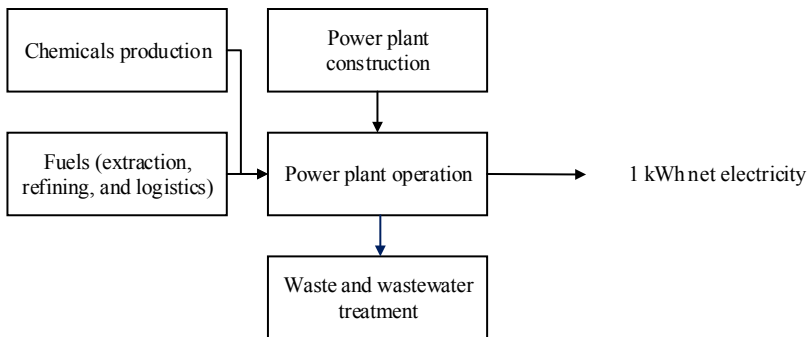 Chemicals production
Power plant
construction
Fuels (extraction,
refining, and logistics)
Power plant operation
1 kWh net electricity
Waste and wastewater
treatment